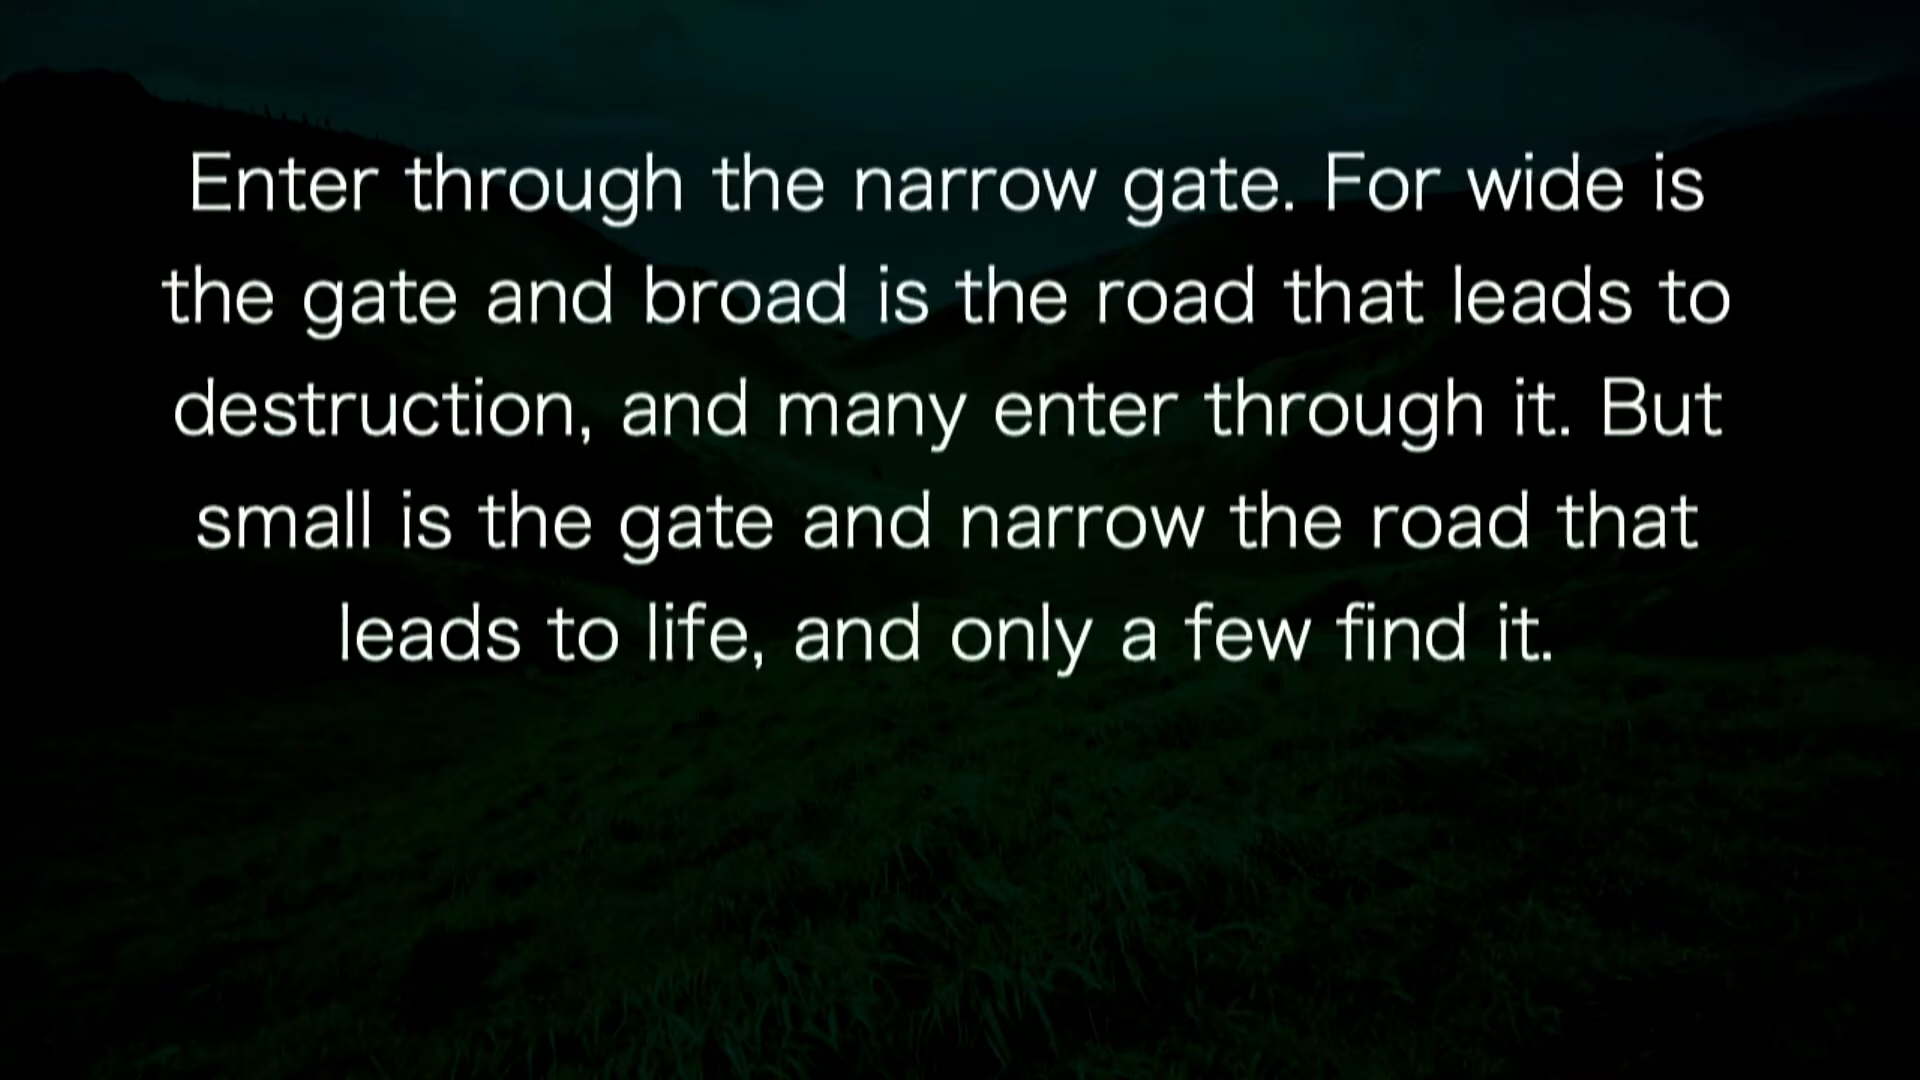 Enter through the narrow gate. For wide is
the gate and broad is the road that leads to
destruction, and many enter through it. But
small is the gate and narrow the road that
leads to life, and only a few find it.